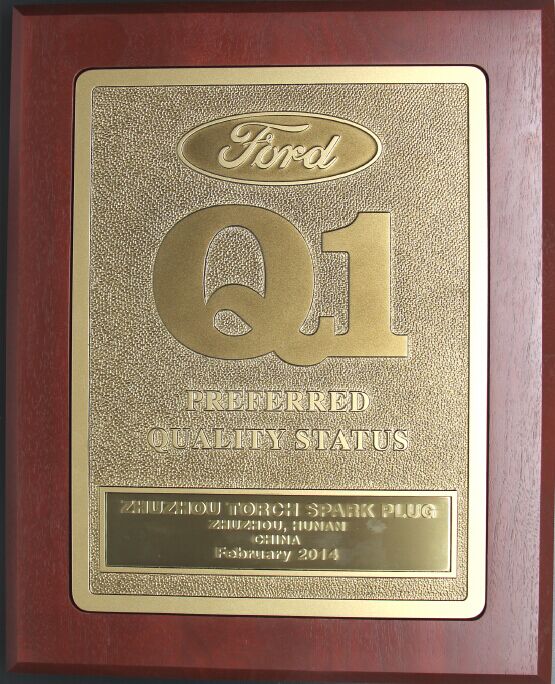 Ford
Q1
PREFERRED
QUALITY STATUS
ZHUZHOU TORCH SPARK PLUG
ZHUZHOU, HUNAN
CHINA
February 2014